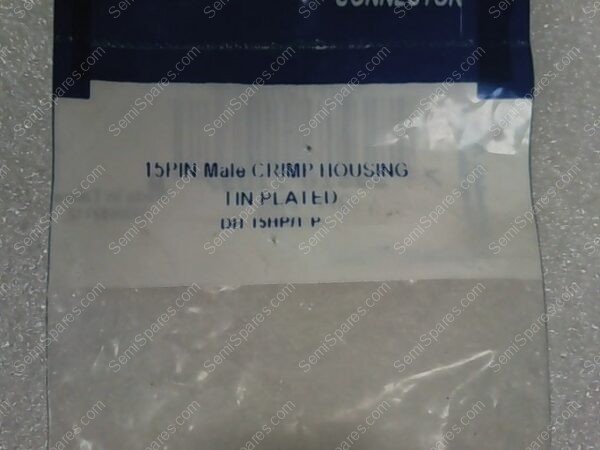 CONNECTOR
15PIN Male CRIMP HOUSING
TIN PLATED
SemiSpares.com